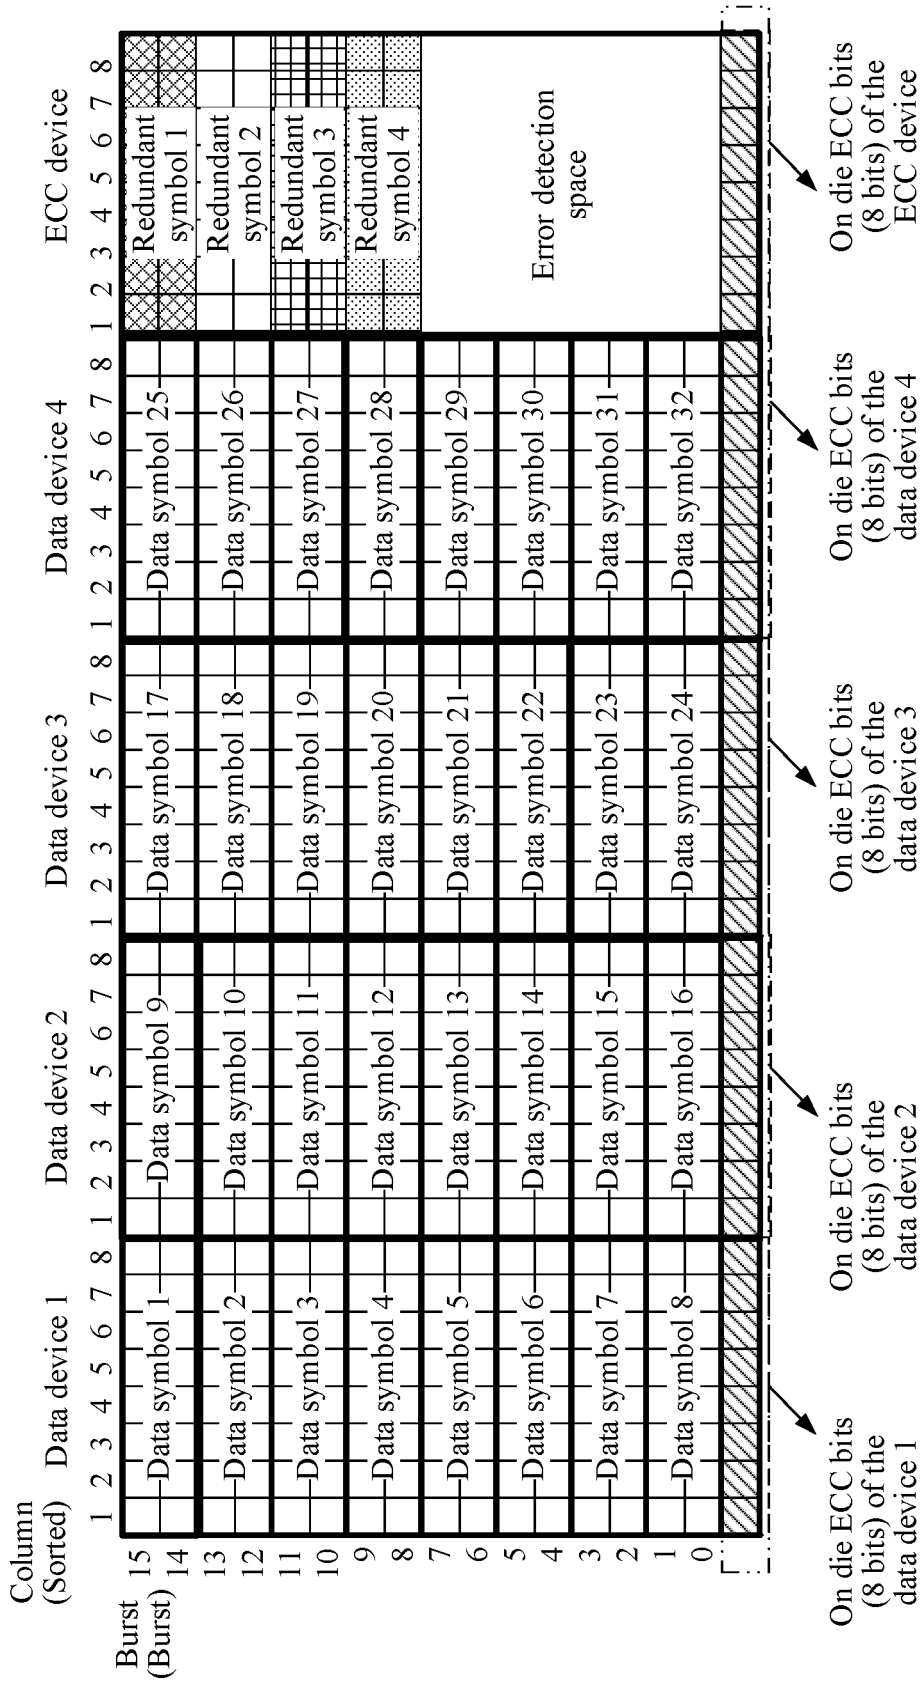 Column
(Sorted)
Data device 1
Data device 2
Data device 3
Data device 4
ECC device
Burst
(Burst)
1 2 3 4 5 6 7 8 1 2 3 4 5 6 7 8 1 2 3 4 5 6 7 8 1 2 3 4 5 6 7 8 1 2 3 4 5 6 7 8
15
14
Data symbol 1
Data symbol 9
Data symbol 17
Data symbol 25
Redundant
symbol 1
13
12
Data symbol 2
Data symbol 10
Data symbol 18
Data symbol 26
Redundant
symbol 2
11
10
Data symbol 3
Data symbol 11
Data symbol 19
Data symbol 27
Redundant
symbol 3
9
8
Data symbol 4
Data symbol 12
Data symbol 20
Data symbol 28
Redundant
symbol 4
7
6
Data symbol 5
Data symbol 13
Data symbol 21
Data symbol 29
5
4
Data symbol 6
Data symbol 14
Data symbol 22
Data symbol 30
Error detection
space
3
2
Data symbol 7
Data symbol 15
Data symbol 23
Data symbol 31
1
0
Data symbol 8
Data symbol 16
Data symbol 24
Data symbol 32
On die ECC bits
(8 bits) of the
data device 1
On die ECC bits
(8 bits) of the
data device 2
On die ECC bits
(8 bits) of the
data device 3
On die ECC bits
(8 bits) of the
data device 4
On die ECC bits
(8 bits) of the
ECC device